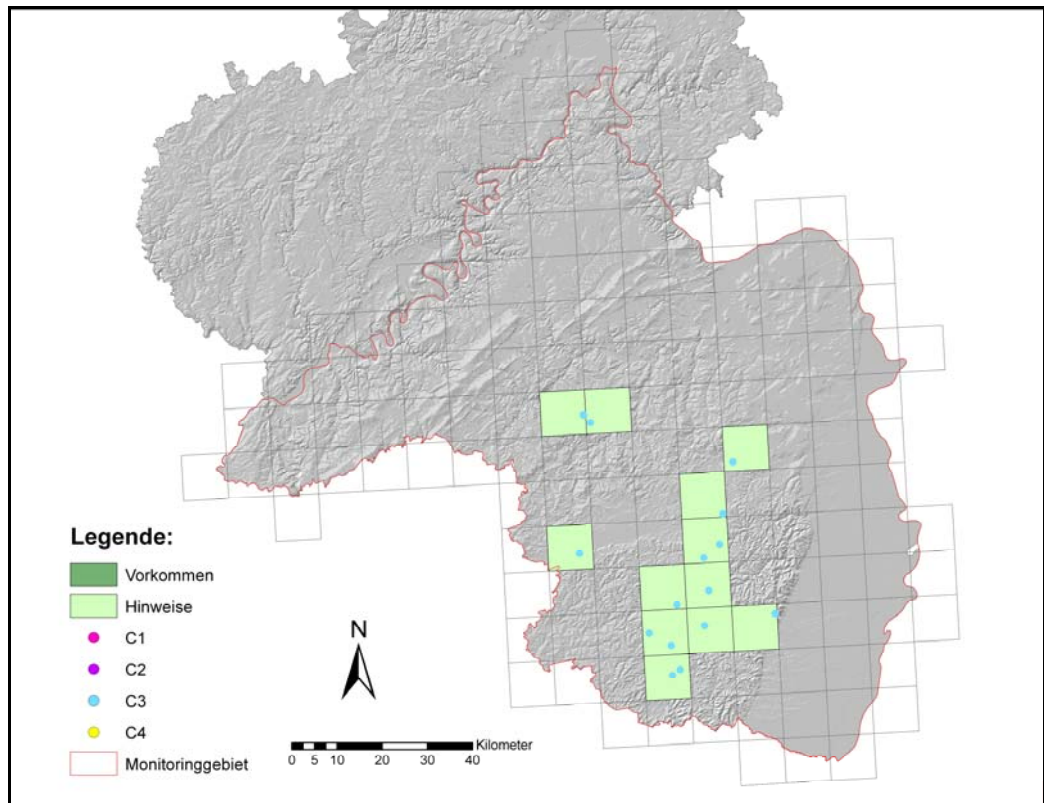 Legende:
Vorkommen
Hinweise
C1
C2
C3
C4
Monitoringgebiet
N
Kilometer
0 5 10 20 30 40